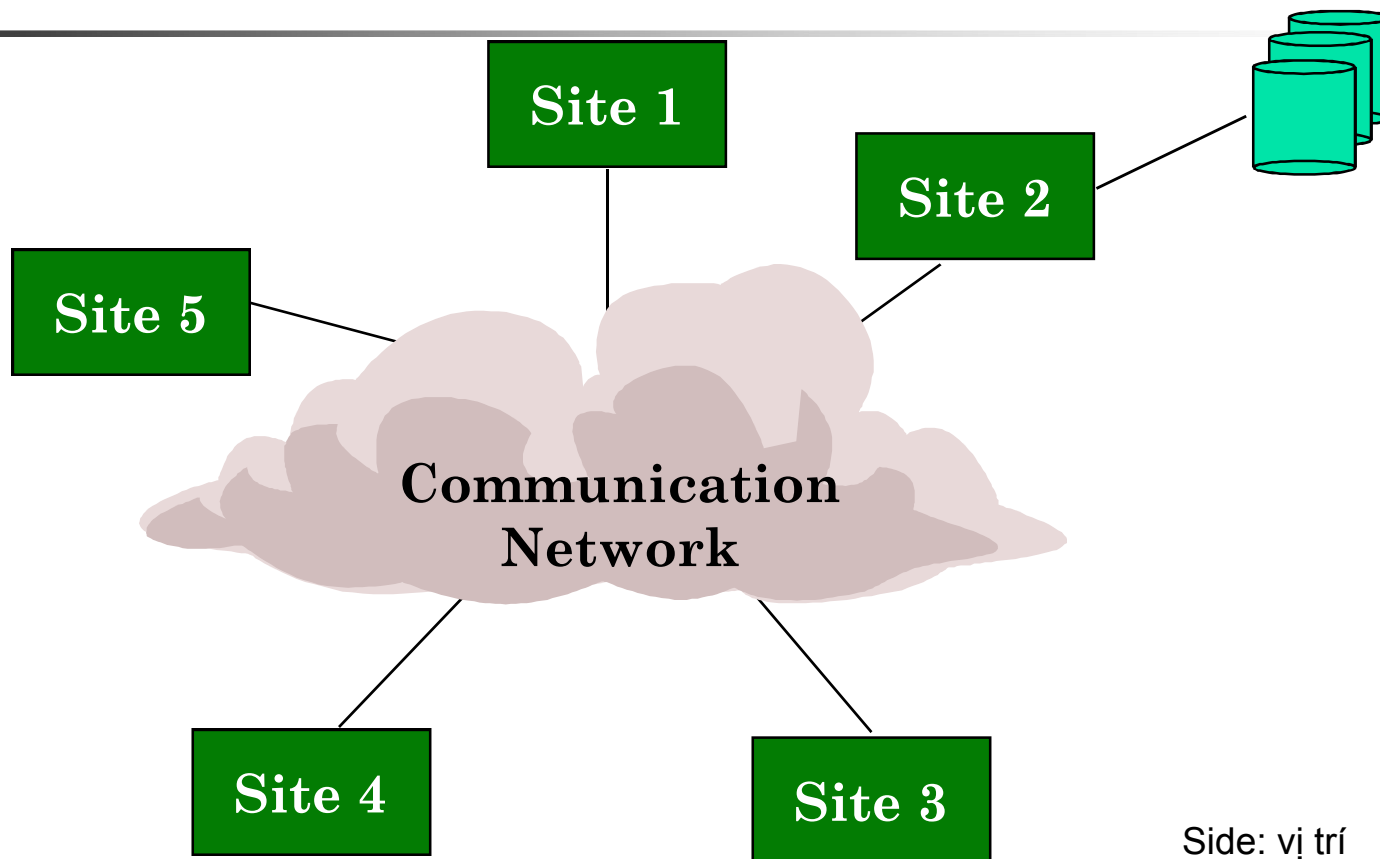 Site 1
Site 2
Site 5
Communication
Network
Site 4
Site 3
Side: vị trí